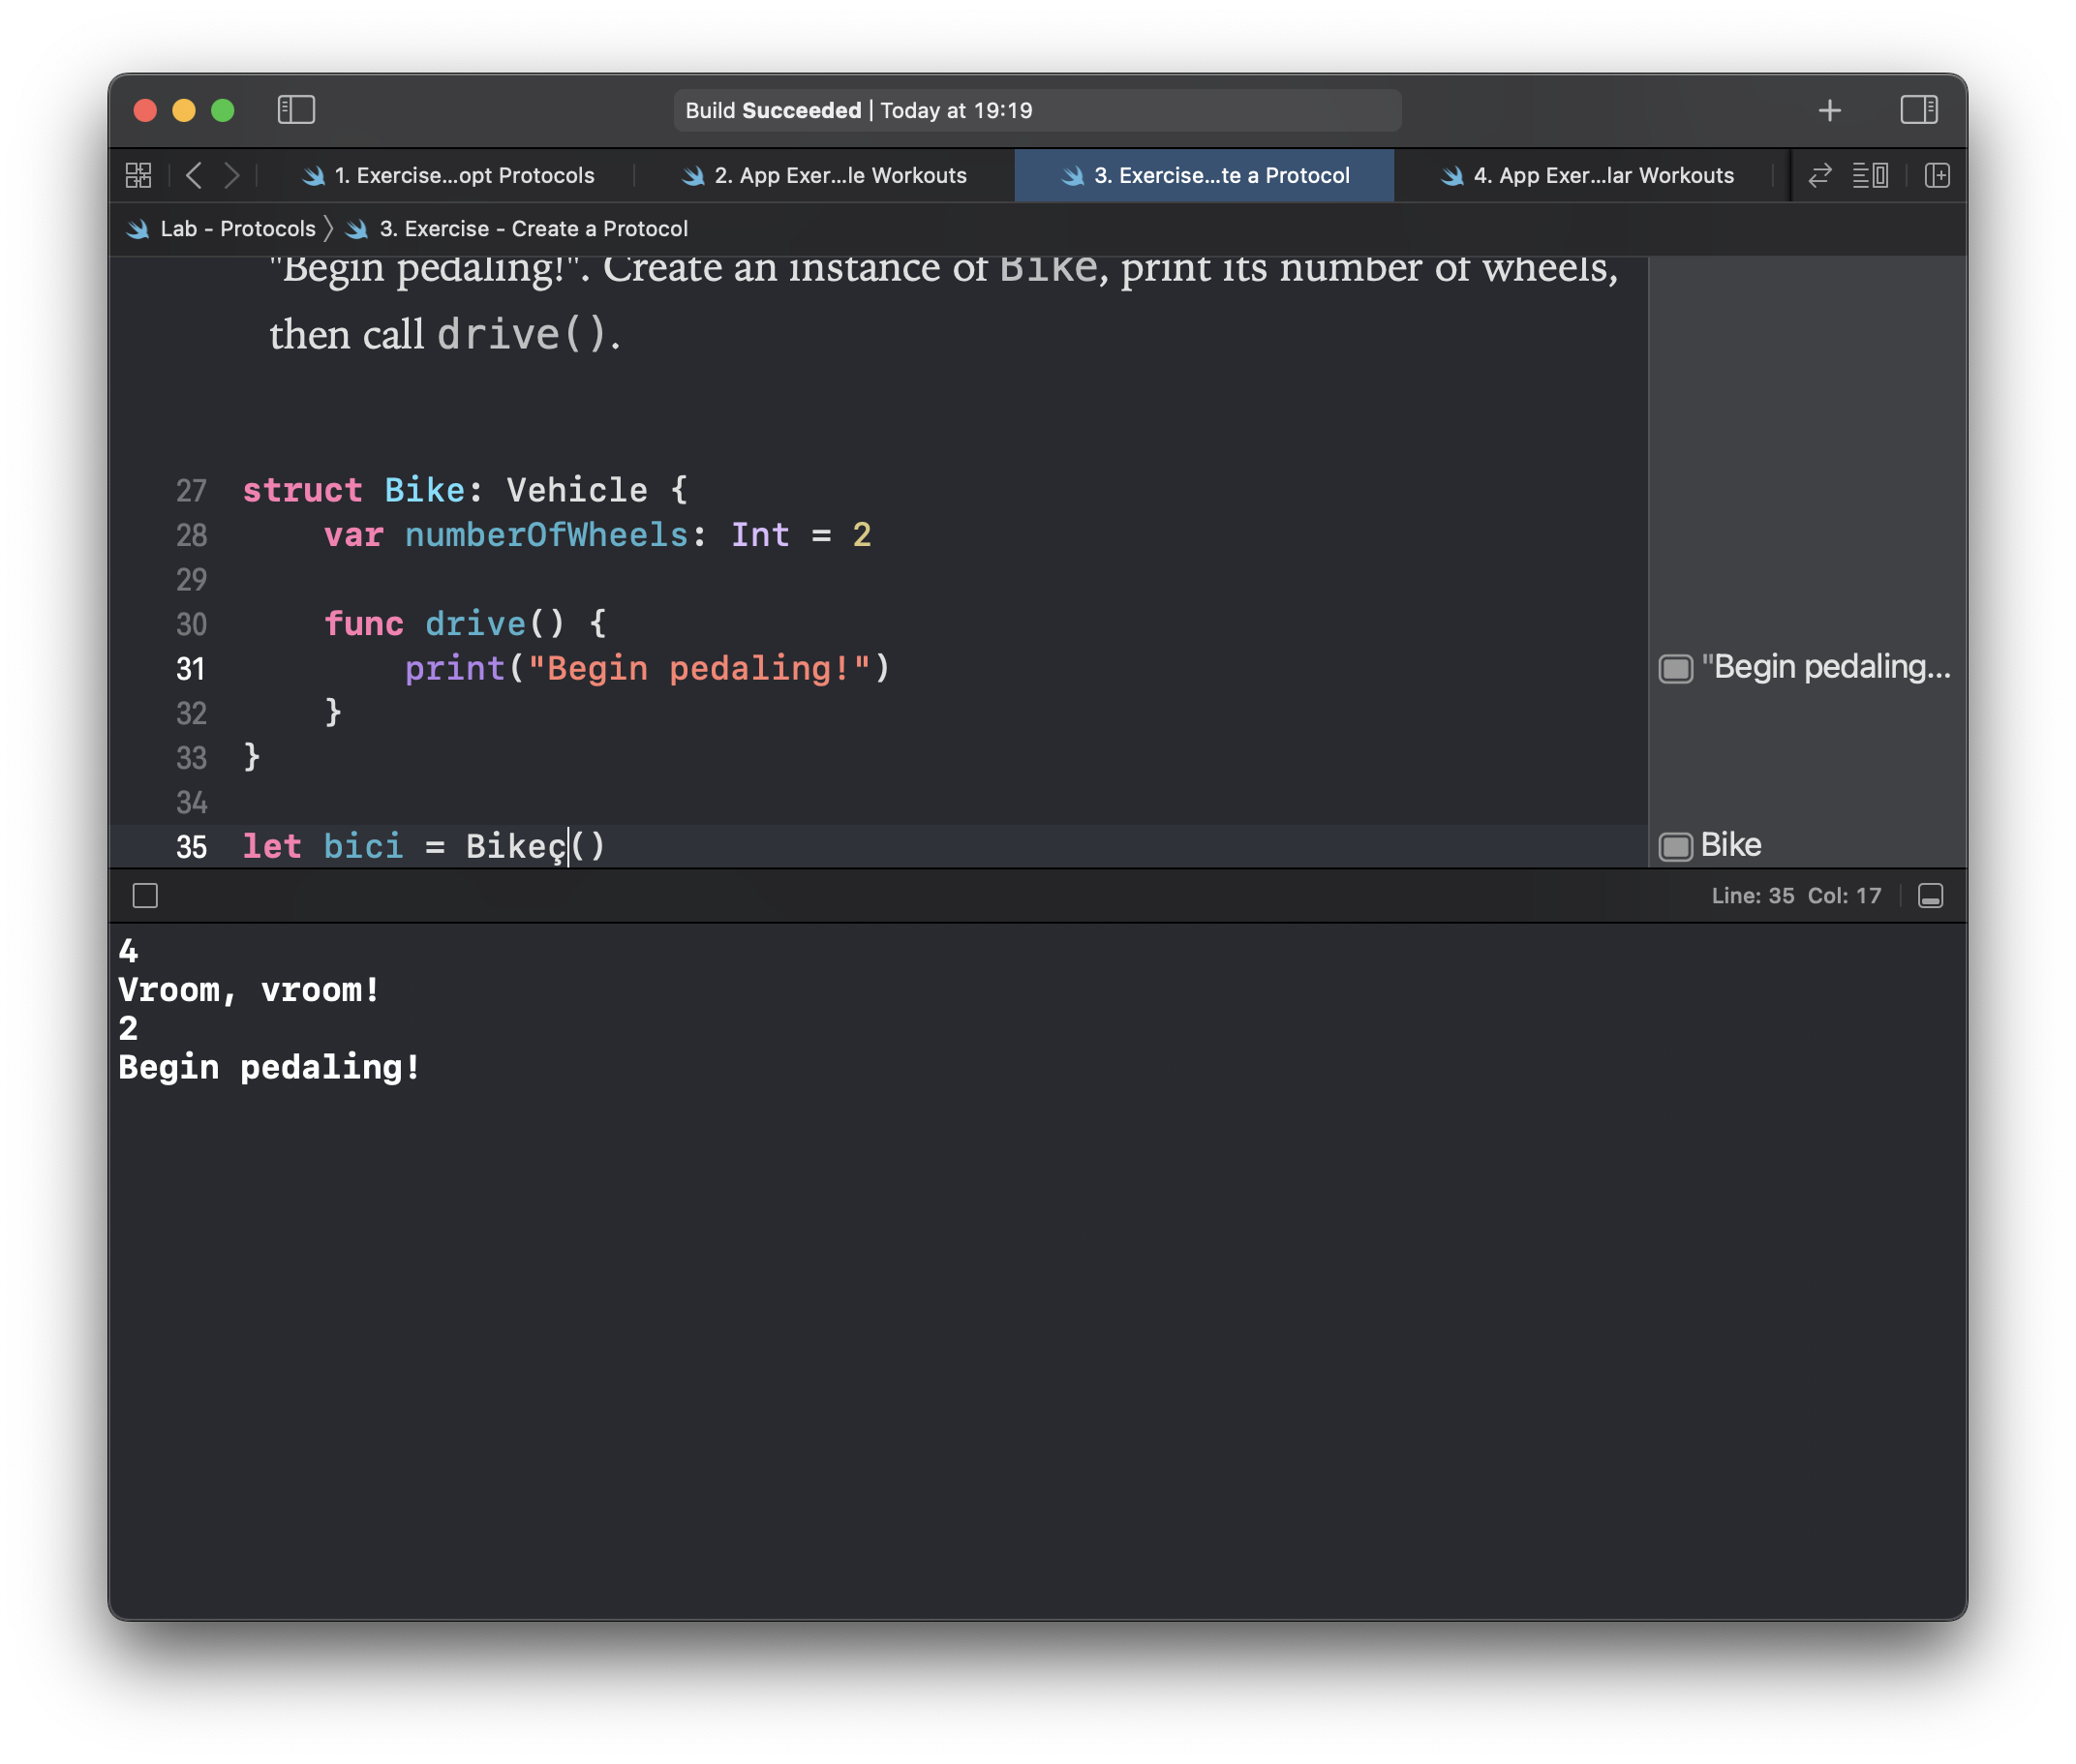 Build Succeeded | Today at 19:19
1. Exercise...opt Protocols
2. App Exer...le Workouts
3. Exercise...te a Protocol
4. App Exer...lar Workouts
Lab - Protocols 〉 3. Exercise - Create a Protocol
"Begin pedaling!". Create an instance of Bike, print its number of wheels,
then call drive().
27 struct Bike: Vehicle {
28     var numberOfWheels: Int = 2
29
30     func drive() {
31         print("Begin pedaling!")
"Begin pedaling...
32     }
33 }
34
35 let bici = Bikeç()
Bike
Line: 35 Col: 17
4
Vroom, vroom!
2
Begin pedaling!